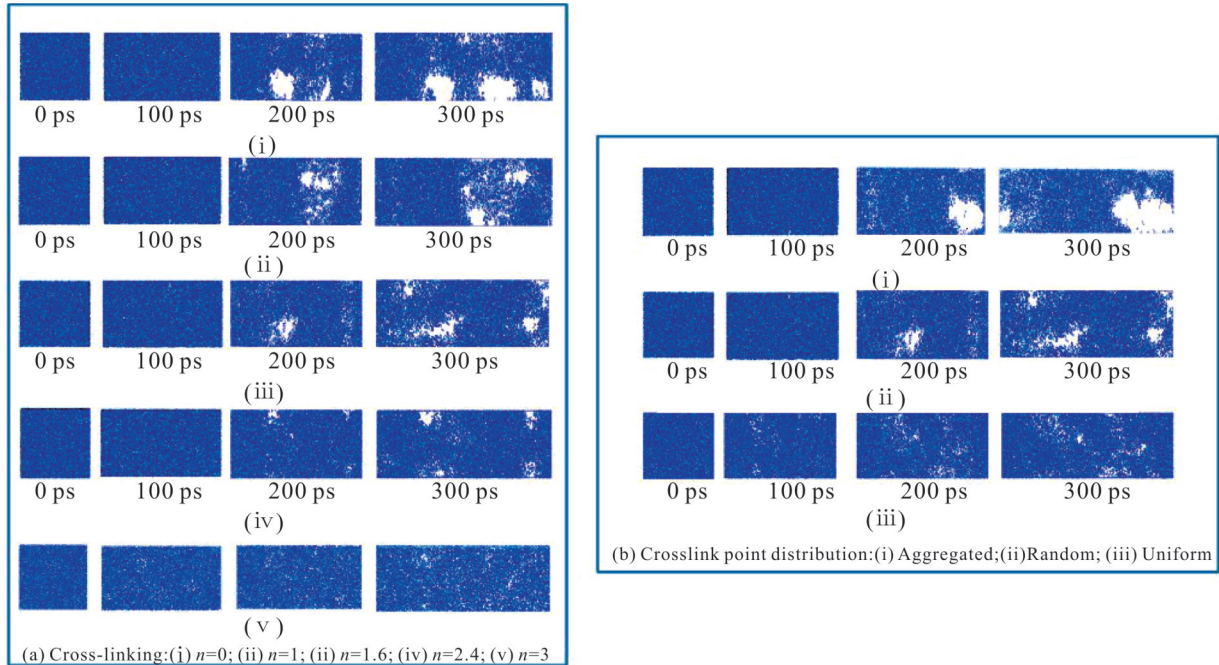 0 ps 100 ps 200 ps 300 ps
(i)
0 ps 100 ps 200 ps 300 ps
(ii)
0 ps 100 ps 200 ps 300 ps
(iii)
0 ps 100 ps 200 ps 300 ps
(iv)
(v)
(a) Cross-linking:(i) n=0; (ii) n=1; (ii) n=1.6; (iv) n=2.4; (v) n=3
0 ps 100 ps 200 ps 300 ps
(i)
0 ps 100 ps 200 ps 300 ps
(ii)
0 ps 100 ps 200 ps 300 ps
(iii)
(b) Crosslink point distribution:(i) Aggregated;(ii)Random; (iii) Uniform